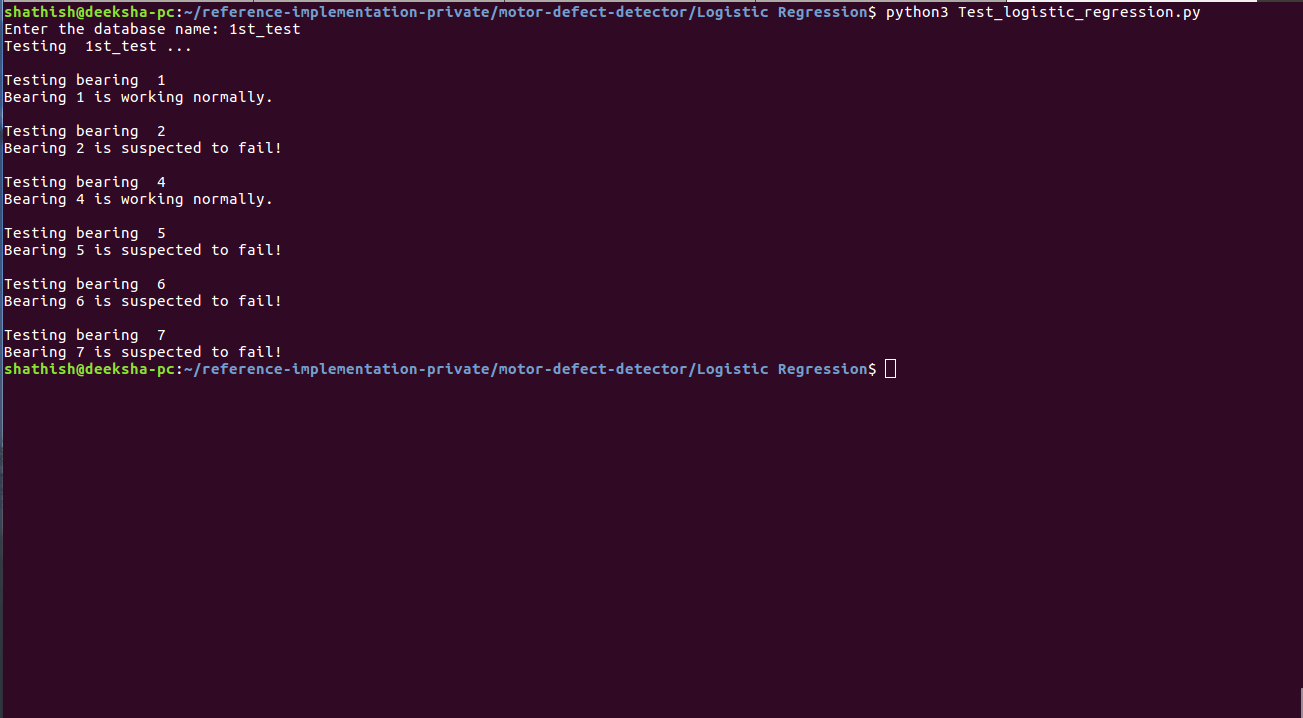 shathish@deeksha-pc:~/reference-implementation-private/motor-defect-detector/Logistic Regression$ python3 Test_logistic_regression.py
Enter the database name: 1st_test
Testing  1st_test ...
Testing bearing  1
Bearing 1 is working normally.
Testing bearing  2
Bearing 2 is suspected to fail!
Testing bearing  4
Bearing 4 is working normally.
Testing bearing  5
Bearing 5 is suspected to fail!
Testing bearing  6
Bearing 6 is suspected to fail!
Testing bearing  7
Bearing 7 is suspected to fail!
shathish@deeksha-pc:~/reference-implementation-private/motor-defect-detector/Logistic Regression$